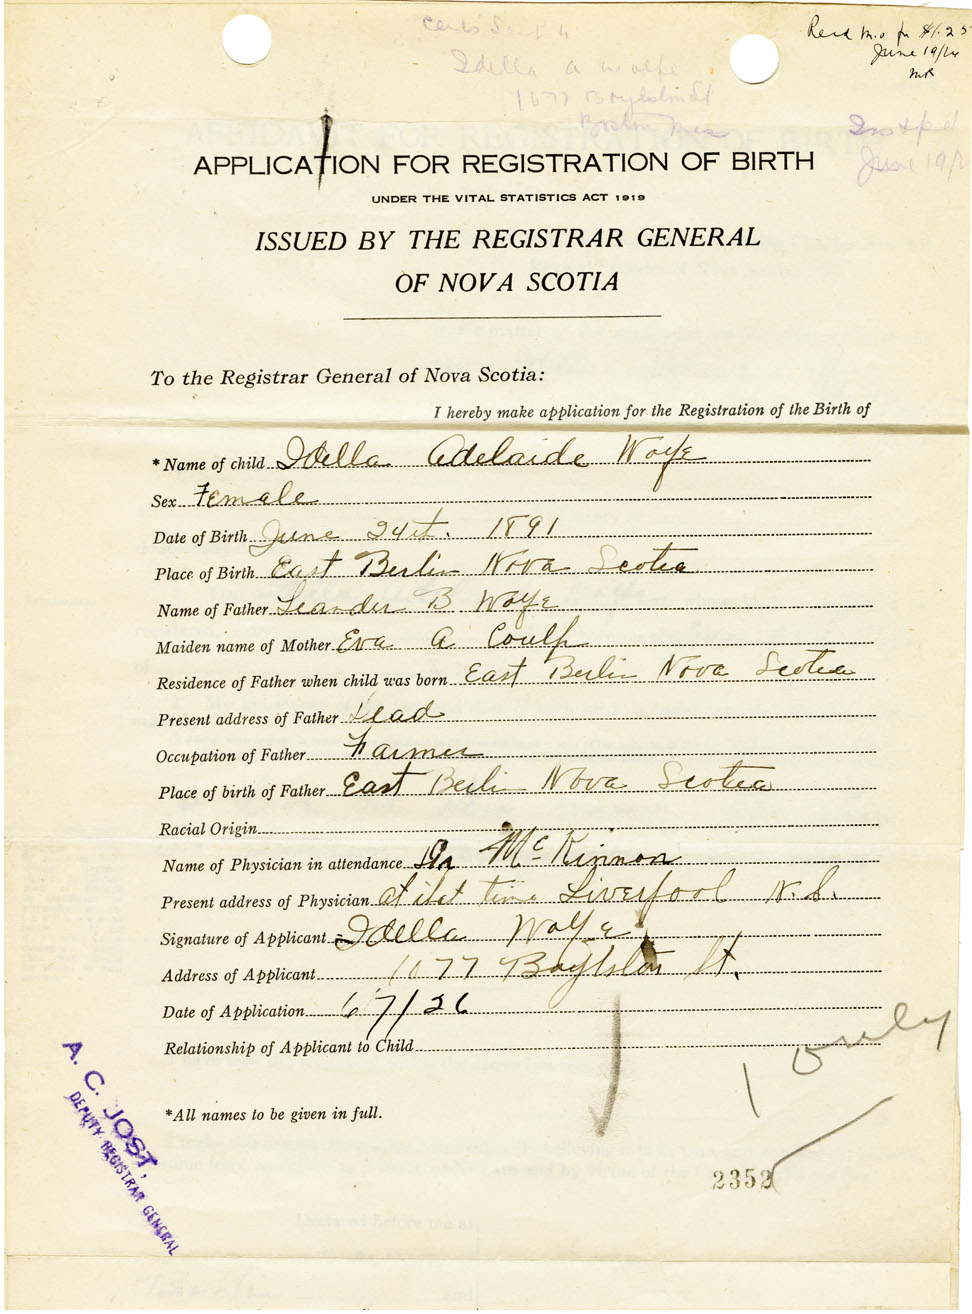 Recd M.O for $1.25
June 19/26
MR
Idella A Wolfe
1077 Boylston St
Boston Mass
June 19/2
APPLICATION FOR REGISTRATION OF BIRTH
UNDER THE VITAL STATISTICS ACT 1919
ISSUED BY THE REGISTRAR GENERAL
OF NOVA SCOTIA
To the Registrar General of Nova Scotia:
I hereby make application for the Registration of the Birth of
*Name of child Idella Adelaide Wolfe
Sex Female
Date of Birth June 24st. 1891
Place of Birth East Berlin Nova Scotia
Name of Father Leander B Wolfe
Maiden name of Mother Eva A Coulp
Residence of Father when child was born East Berlin Nova Scotia
Present address of Father Dead
Occupation of Father Farmer
Place of birth of Father East Berlin Nova Scotia
Racial Origin
Name of Physician in attendance Dr McKinnon
Present address of Physician at that time Liverpool N.S.
Signature of Applicant Idella Wolfe
Address of Applicant 1077 Boylston St.
Date of Application 6/7/26
Relationship of Applicant to Child
1 only
*All names to be given in full.
A. C. JOST,
DEPUTY REGISTRAR GENERAL
2352